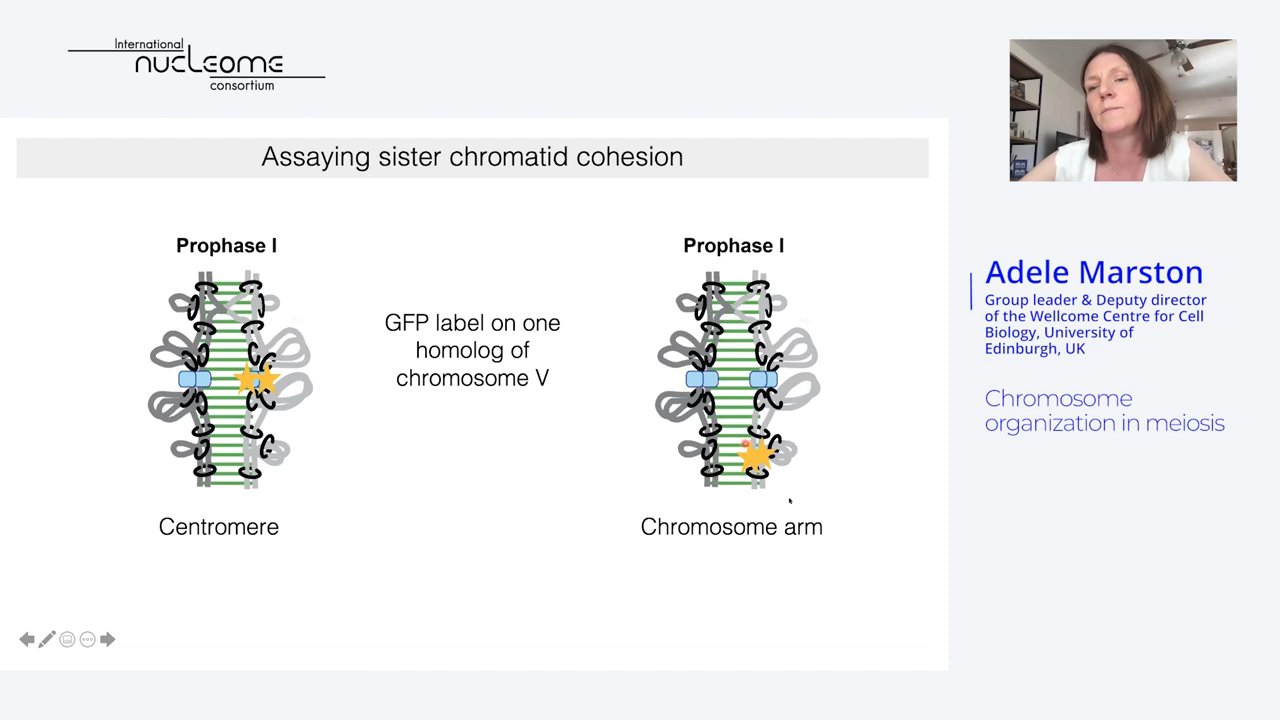 International
nucleome
consortium
Assaying sister chromatid cohesion
Prophase I
Prophase I
GFP label on one
homolog of
chromosome V
Centromere
Chromosome arm
Adele Marston
Group leader & Deputy director
of the Wellcome Centre for Cell
Biology, University of
Edinburgh, UK
Chromosome
organization in meiosis